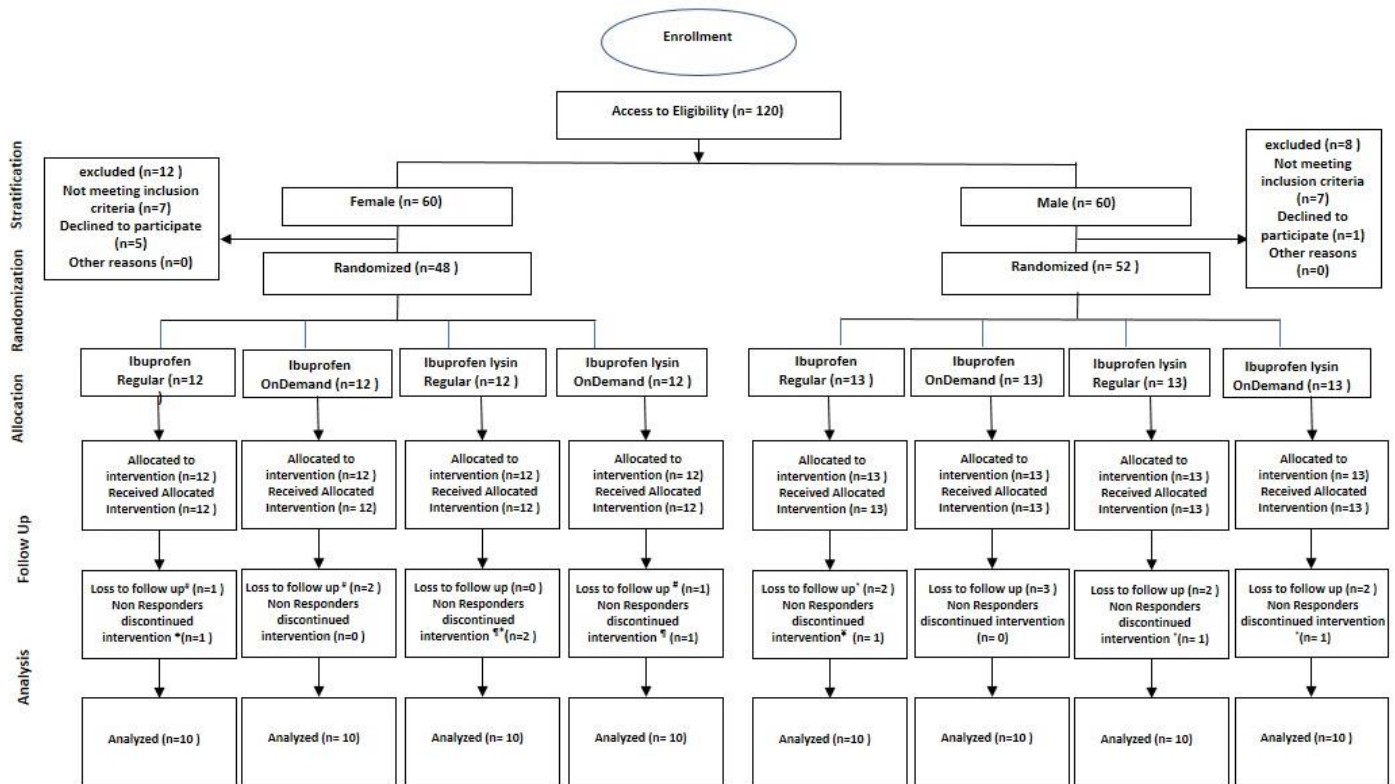 Enrollment
Access to Eligibility (n= 120)
Stratification
excluded (n=12 )
Not meeting inclusion
criteria (n=7)
Declined to participate
(n=5)
Other reasons (n=0)
Female (n= 60)
Male (n= 60)
excluded (n=8 )
Not meeting
inclusion criteria
(n=7)
Declined to
participate (n=1)
Other reasons
(n=0)
Randomization
Randomized (n=48 )
Randomized (n= 52 )
Allocation
Ibuprofen
Regular (n=12
)
Ibuprofen
OnDemand (n=12 )
Ibuprofen lysin
Regular (n=12 )
Ibuprofen lysin
OnDemand (n=12 )
Ibuprofen
Regular (n=13 )
Ibuprofen
OnDemand (n= 13)
Ibuprofen lysin
Regular (n= 13)
Ibuprofen lysin
OnDemand (n=13 )
Allocated to
intervention (n=12 )
Received Allocated
Intervention (n=12 )
Allocated to
intervention (n=12 )
Received Allocated
Intervention (n= 12)
Allocated to
intervention (n=12 )
Received Allocated
Intervention (n=12 )
Allocated to
intervention (n= 12)
Received Allocated
Intervention (n=12 )
Allocated to
intervention (n=13 )
Received Allocated
Intervention (n= 13)
Allocated to
intervention (n=13 )
Received Allocated
Intervention (n=13 )
Allocated to
intervention (n=13 )
Received Allocated
Intervention (n=13 )
Allocated to
intervention (n= 13)
Received Allocated
Intervention (n=13 )
Follow Up
Loss to follow up (n=1 )
Non Responders
discontinued
intervention *(n=1 )
Loss to follow up (n=2 )
Non Responders
discontinued
intervention (n=0 )
Loss to follow up (n=0 )
Non Responders
discontinued
intervention ¶*(n=2 )
Loss to follow up # (n=1)
Non Responders
discontinued
intervention ¶ (n=1)
Loss to follow up* (n=2 )
Non Responders
discontinued
intervention¥ (n= 1)
Loss to follow up (n=3 )
Non Responders
discontinued intervention
(n= 0)
Loss to follow up (n=2 )
Non Responders
discontinued
intervention *(n= 1)
Loss to follow up (n=2 )
Non Responders
discontinued intervention
*(n= 1)
Analysis
Analyzed (n=10 )
Analyzed (n= 10)
Analyzed (n= 10)
Analyzed (n= 10)
Analyzed (n=10 )
Analyzed (n=10 )
Analyzed (n= 10)
Analyzed (n=10 )